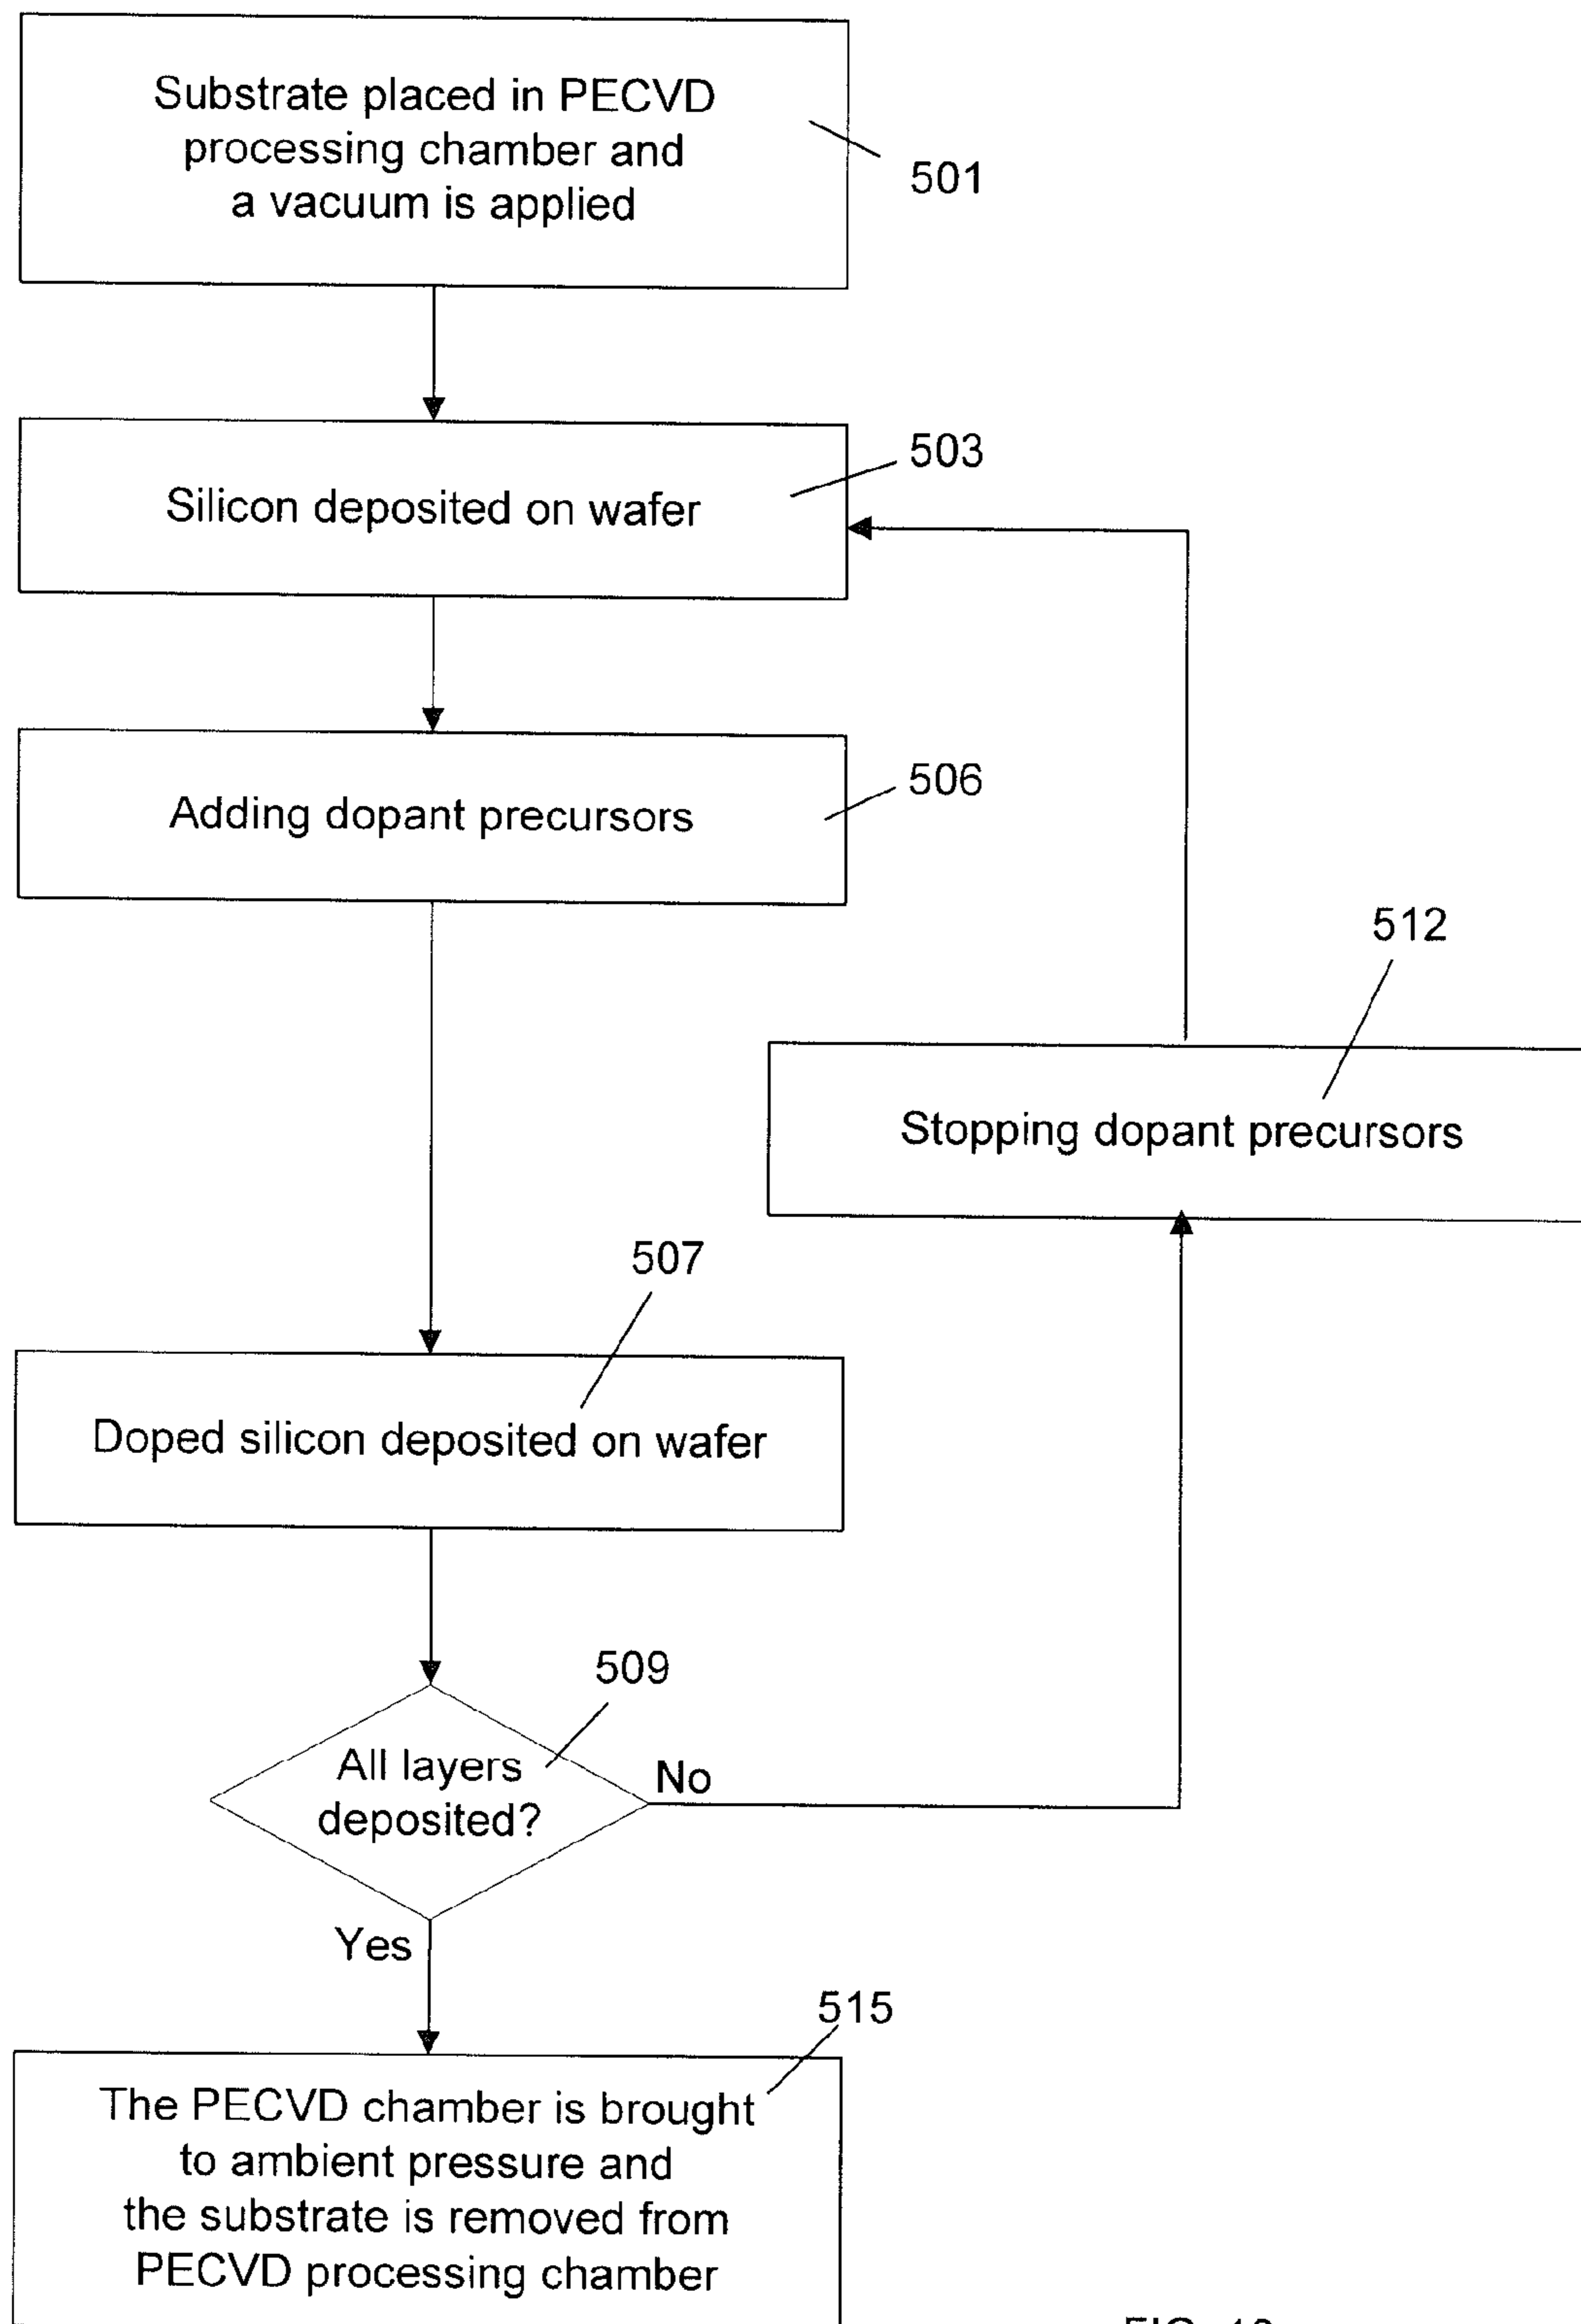 Substrate placed in PECVD
processing chamber and
a vacuum is applied
501
503
Silicon deposited on wafer
506
Adding dopant precursors
512
Stopping dopant precursors
507
Doped silicon deposited on wafer
509
All layers
deposited?
No
Yes
515
The PECVD chamber is brought
to ambient pressure and
the substrate is removed from
PECVD processing chamber